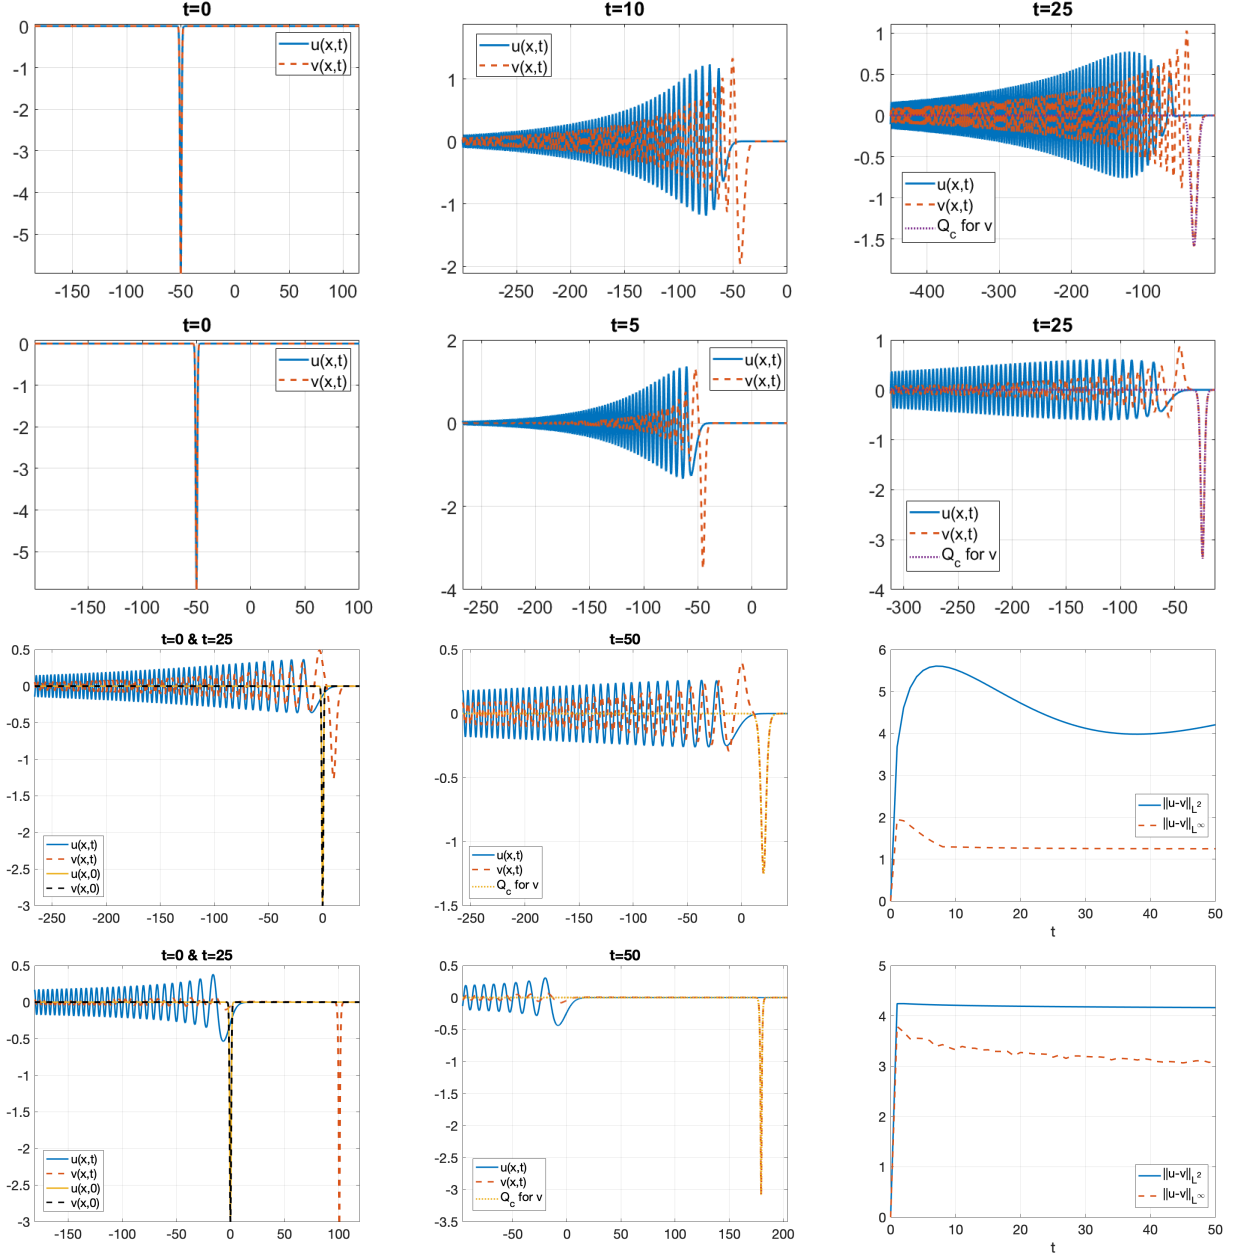 t=0
0
-1
-2
-3
-4
-5
-150 -100 -50 0 50 100
u(x,t)
v(x,t)
t=10
1
0
-1
-2
-250 -200 -150 -100 -50 0
u(x,t)
v(x,t)
t=25
1
0.5
0
-0.5
-1
-1.5
-400 -300 -200 -100
u(x,t)
v(x,t)
Q_c for v
t=0
0
-1
-2
-3
-4
-5
-150 -100 -50 0 50 100
u(x,t)
v(x,t)
t=5
2
0
-2
-4
-250 -200 -150 -100 -50 0
u(x,t)
v(x,t)
t=25
1
0
-1
-2
-3
-4
-300 -250 -200 -150 -100 -50
u(x,t)
v(x,t)
Q_c for v
t=0 & t=25
0.5
0
-0.5
-1
-1.5
-2
-2.5
-3
-250 -200 -150 -100 -50 0
u(x,t)
v(x,t)
u(x,0)
v(x,0)
t=50
0.5
0
-0.5
-1
-1.5
-250 -200 -150 -100 -50 0
u(x,t)
v(x,t)
Q_c for v
6
5
4
3
2
1
0
0 10 20 30 40 50
t
||u-v||_L²
||u-v||_L∞
t=0 & t=25
0.5
0
-0.5
-1
-1.5
-2
-2.5
-3
-150 -100 -50 0 50 100
u(x,t)
v(x,t)
u(x,0)
v(x,0)
t=50
0.5
0
-0.5
-1
-1.5
-2
-2.5
-3
-3.5
-50 0 50 100 150 200
u(x,t)
v(x,t)
Q_c for v
5
4
3
2
1
0
0 10 20 30 40 50
t
||u-v||_L²
||u-v||_L∞